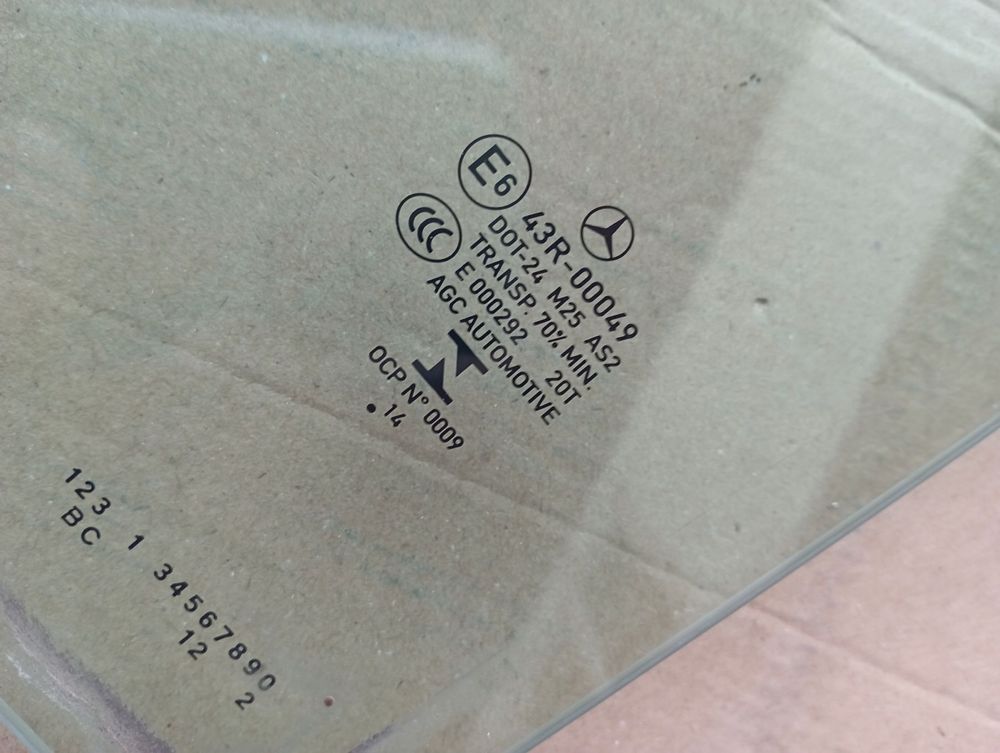 E6
43R-00049
DOT-24 M25 AS2
TRANSP. 70% MIN.
E 000292 20T
AGC AUTOMOTIVE
OCP N° 0009
. 14
123 1 34567890
BC 12 2